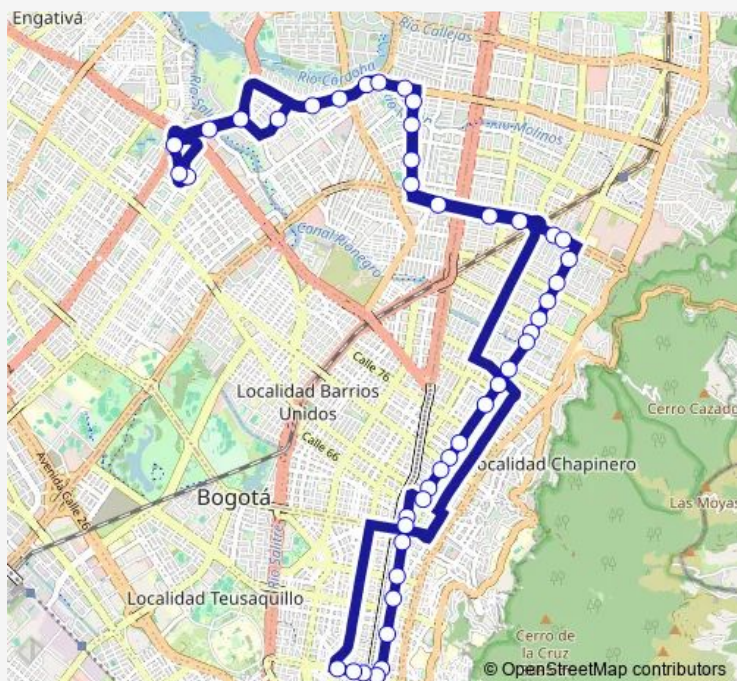 Engativá
Río Callejas
Río Córdoba
Río Molinos
Canal Rionegro
Calle 76
Localidad Barrios
Unidos
Cerro Cazado
Calle 66
ocalidad Chapinero
Avenida Calle 26
Bogotá
Las Moyas
Río Salitre
Localidad Teusaquillo
Cerro de
la Cruz
© OpenStreetMap contributors